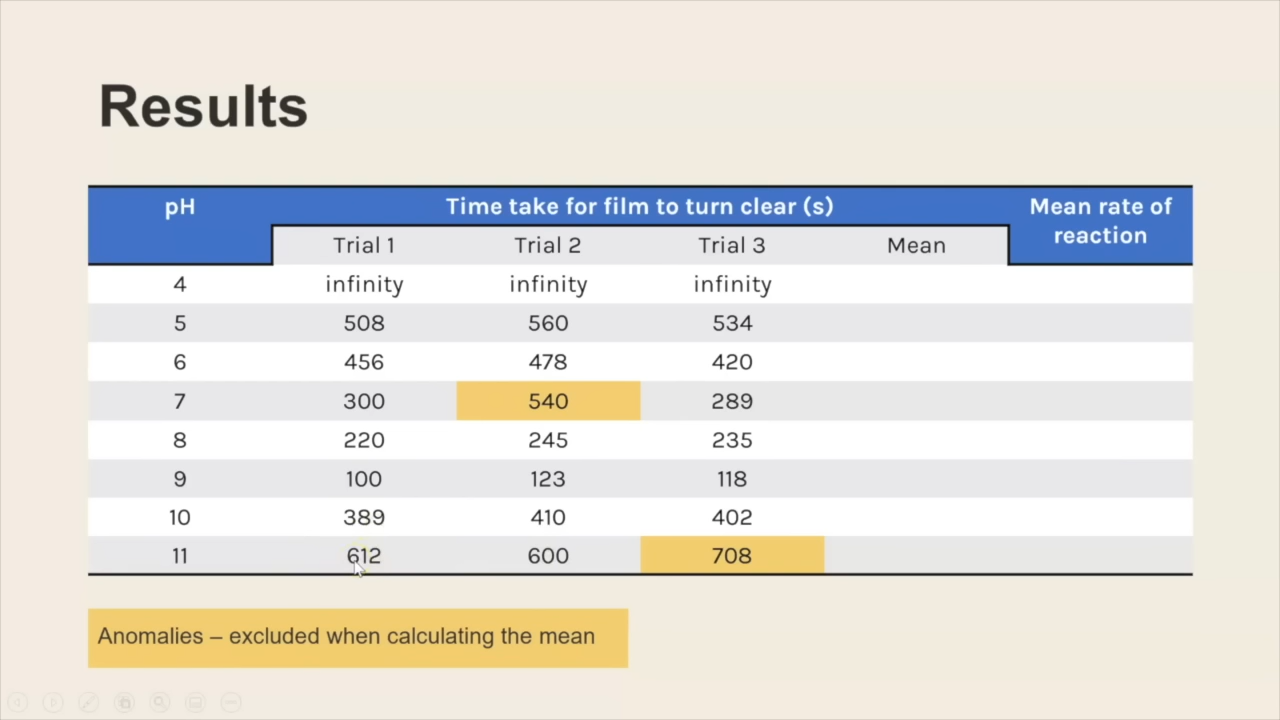 Results
pH Time take for film to turn clear (s) Mean rate of
reaction
Trial 1 Trial 2 Trial 3 Mean
4 infinity infinity infinity
5 508 560 534
6 456 478 420
7 300 540 289
8 220 245 235
9 100 123 118
10 389 410 402
11 612 600 708
Anomalies – excluded when calculating the mean